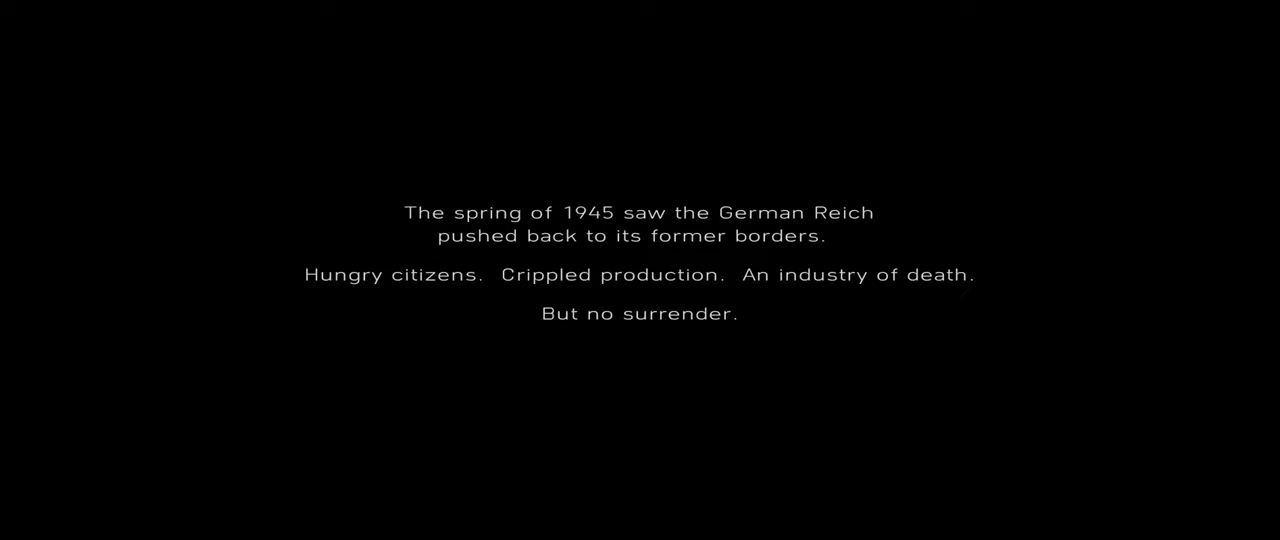 The spring of 1945 saw the German Reich
pushed back to its former borders.
Hungry citizens.  Crippled production.  An industry of death.
But no surrender.